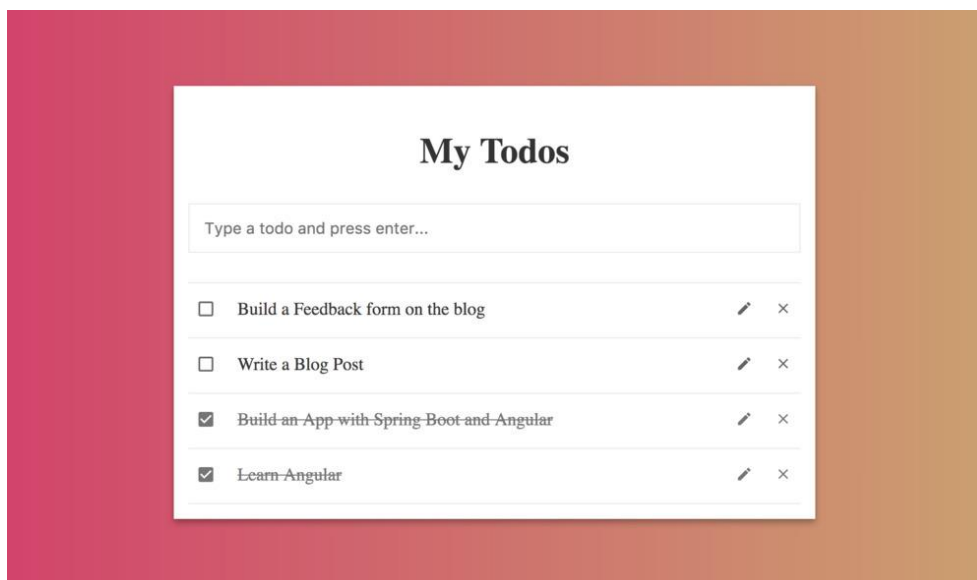 My Todos
Type a todo and press enter...
Build a Feedback form on the blog
Write a Blog Post
Build an App with Spring Boot and Angular
Learn Angular